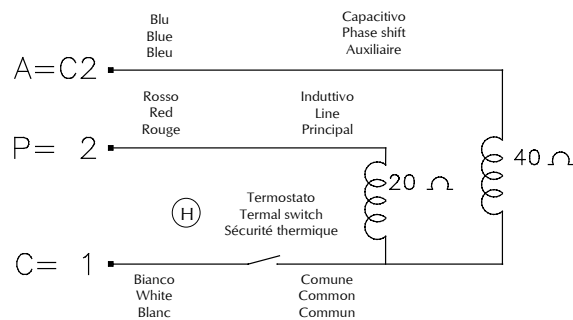 Blu
Blue
Bleu
Capacitivo
Phase shift
Auxiliaire
A=C2
Rosso
Red
Rouge
Induttivo
Line
Principal
P= 2
40 Ω
20 Ω
H
Termostato
Termal switch
Sécurité thermique
C= 1
Bianco
White
Blanc
Comune
Common
Commun